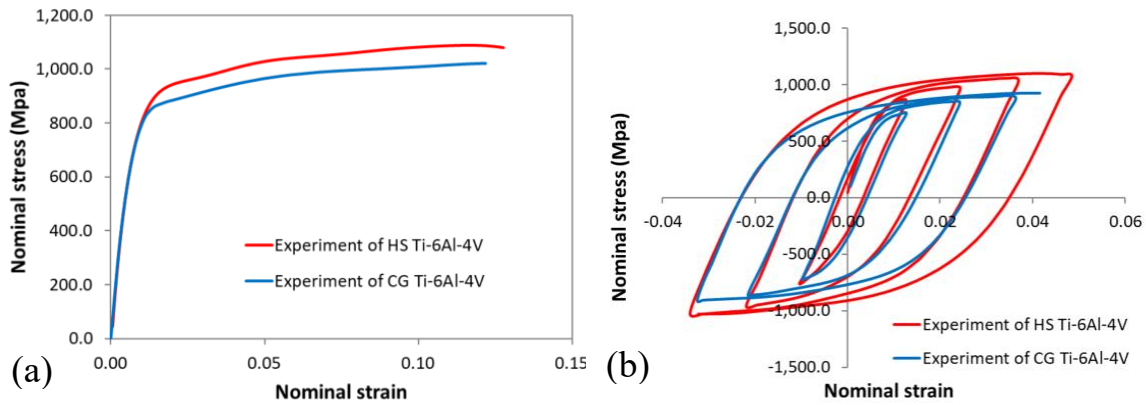 1,200.0
1,000.0
800.0
600.0
400.0
200.0
0.0
0.00
0.05
0.10
0.15
Nominal stress (Mpa)
Nominal strain
Experiment of HS Ti-6Al-4V
Experiment of CG Ti-6Al-4V
(a)
1,500.0
1,000.0
500.0
0.0
-500.0
-1,000.0
-1,500.0
-0.04
-0.02
0.00
0.02
0.04
0.06
Nominal stress (Mpa)
Nominal strain
Experiment of HS Ti-6Al-4V
Experiment of CG Ti-6Al-4V
(b)